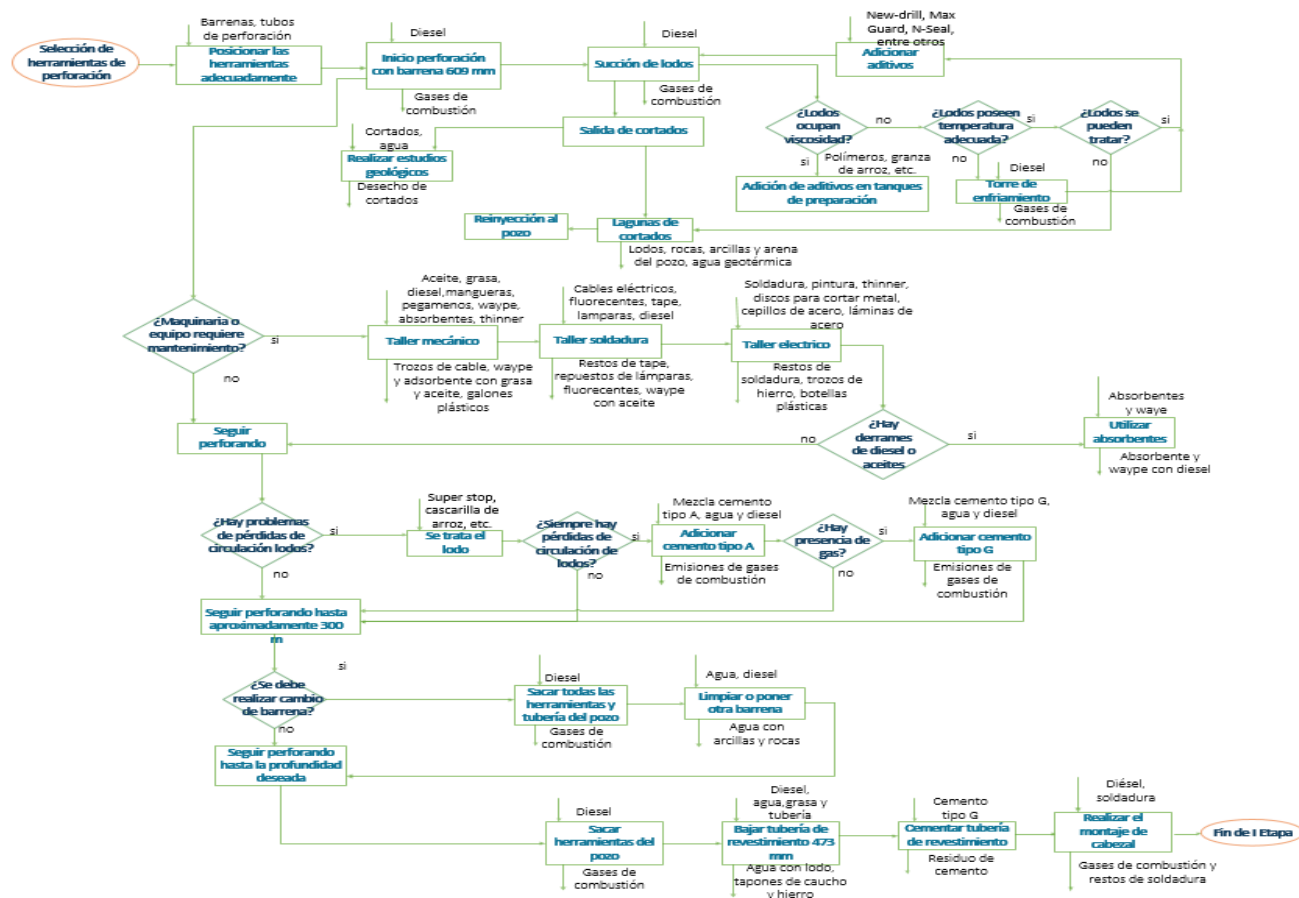 Barrenas, tubos
de perforación
Diesel
Diesel
New-drill, Max
Guard, N-Seal,
entre otros
Selección de
herramientas de
perforación
Posicionar las
herramientas
adecuadamente
Inicio perforación
con barrena 609 mm
Succión de lodos
Adicionar
aditivos
Gases de
combustión
Gases de
combustión
Cortados,
agua
Salida de cortados
¿Lodos
ocupan
viscosidad?
no
¿Lodos poseen
temperatura
adecuada?
si
¿Lodos se
pueden
tratar?
si
Realizar estudios
geológicos
Desecho de
cortados
si
Polímeros, granza
de arroz, etc.
no
Diesel
no
Adición de aditivos en tanques
de preparación
Torre de
enfriamiento
Gases de
combustión
Reinyección al
pozo
Lagunas de
cortados
Lodos, rocas, arcillas y arena
del pozo, agua geotérmica
Aceite, grasa,
diesel,mangueras,
pegamenos, waype,
absorbentes, thinner
Cables eléctricos,
fluorecentes, tape,
lamparas, diesel
Soldadura, pintura, thinner,
discos para cortar metal,
cepillos de acero, láminas de
acero
¿Maquinaria o
equipo requiere
mantenimiento?
si
Taller mecánico
Taller soldadura
Taller electrico
no
Trozos de cable, waype
y adsorbente con grasa
y aceite, galones
plásticos
Restos de tape,
repuestos de lámparas,
fluorecentes, waype
con aceite
Restos de
soldadura, trozos de
hierro, botellas
plásticas
Absorbentes
y waye
Seguir
perforando
no
¿Hay
derrames
de diesel o
aceites
si
Utilizar
absorbentes
Absorbente y
waype con diesel
Super stop,
cascarilla de
arroz, etc.
Mezcla cemento
tipo A, agua y diesel
Mezcla cemento tipo G,
agua y diesel
¿Hay problemas
de pérdidas de
circulación lodos?
si
Se trata el
lodo
¿Siempre hay
pérdidas de
circulación de
lodos?
si
Adicionar
cemento tipo A
¿Hay
presencia de
gas?
si
Adicionar cemento
tipo G
no
no
Emisiones de gases
de combustión
no
Emisiones de
gases de
combustión
Seguir perforando hasta
aproximadamente 300
m
si
Diesel
Agua, diesel
¿Se debe
realizar cambio
de barrena?
Sacar todas las
herramientas y
tubería del pozo
Limpiar o poner
otra barrena
no
Gases de
combustión
Agua con
arcillas y rocas
Seguir perforando
hasta la profundidad
deseada
Diesel
Diesel,
agua,grasa y
tubería
Cemento
tipo G
Diésel,
soldadura
Sacar
herramientas del
pozo
Bajar tubería de
revestimiento 473
mm
Cementar tubería
de revestimiento
Realizar el
montaje de
cabezal
Fin de I Etapa
Gases de
combustión
Agua con lodo,
tapones de caucho
y hierro
Residuo de
cemento
Gases de combustión y
restos de soldadura